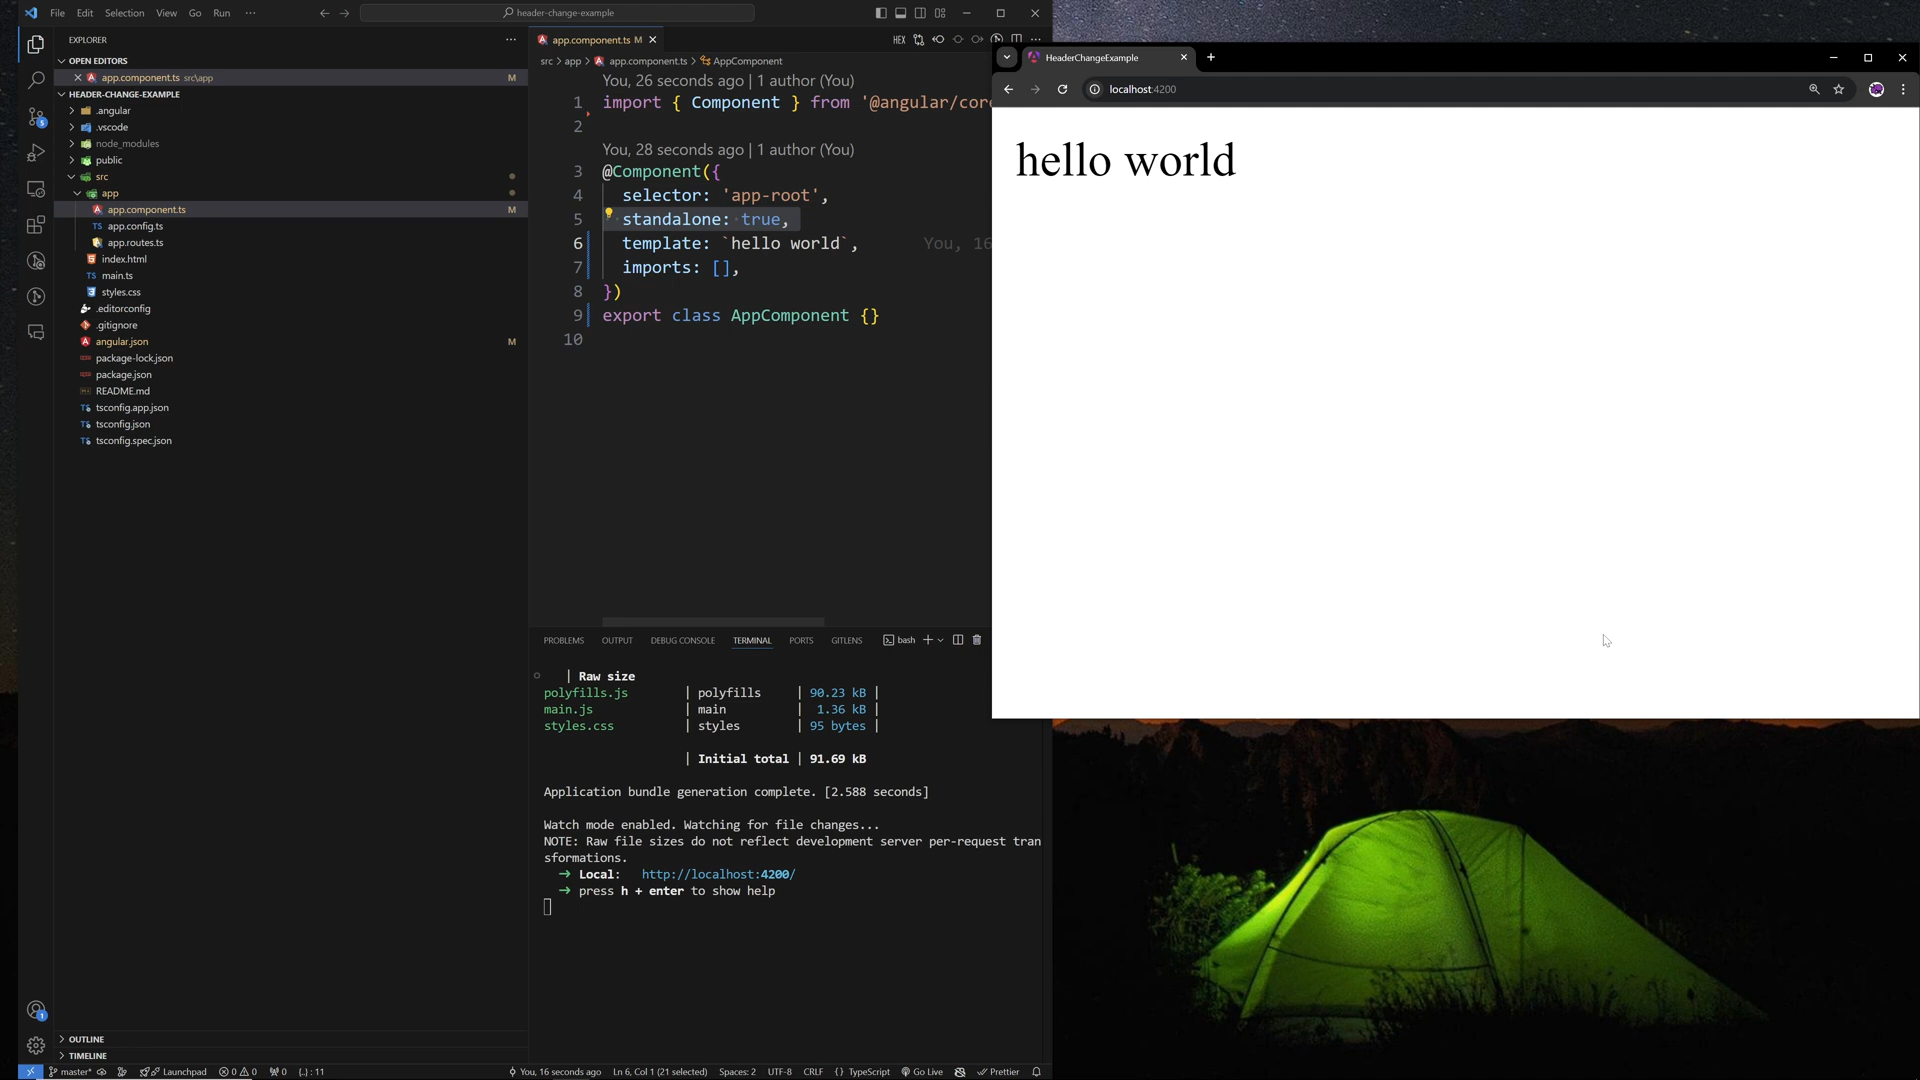 File Edit Selection View Go Run ···
header-change-example
EXPLORER
OPEN EDITORS
app.component.ts src\app M
HEADER-CHANGE-EXAMPLE
.angular
.vscode
node_modules
public
src
app
app.component.ts M
app.config.ts
app.routes.ts
index.html
main.ts
styles.css
.editorconfig
.gitignore
angular.json M
package-lock.json
package.json
README.md
tsconfig.app.json
tsconfig.json
tsconfig.spec.json
OUTLINE
TIMELINE
app.component.ts M
HEX
src > app > app.component.ts > AppComponent
You, 26 seconds ago | 1 author (You)
1 import { Component } from '@angular/core
2
You, 28 seconds ago | 1 author (You)
3 @Component({
4 selector: 'app-root',
5 standalone: true,
6 template: `hello world`, You, 16
7 imports: [],
8 })
9 export class AppComponent {}
10
PROBLEMS OUTPUT DEBUG CONSOLE TERMINAL PORTS GITLENS bash
| Raw size
polyfills.js | polyfills | 90.23 kB |
main.js | main | 1.36 kB |
styles.css | styles | 95 bytes |
| Initial total | 91.69 kB
Application bundle generation complete. [2.588 seconds]
Watch mode enabled. Watching for file changes...
NOTE: Raw file sizes do not reflect development server per-request tran
sformations.
➜ Local: http://localhost:4200/
➜ press h + enter to show help
master* Launchpad 0 0 0 {..} : 11 You, 16 seconds ago Ln 6, Col 1 (21 selected) Spaces: 2 UTF-8 CRLF {} TypeScript Go Live Prettier
HeaderChangeExample
localhost:4200
hello world